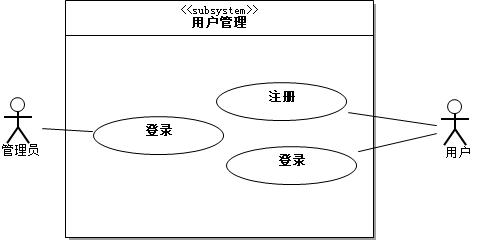 <<subsystem>>
用户管理
注册
登录
登录
管理员
用户